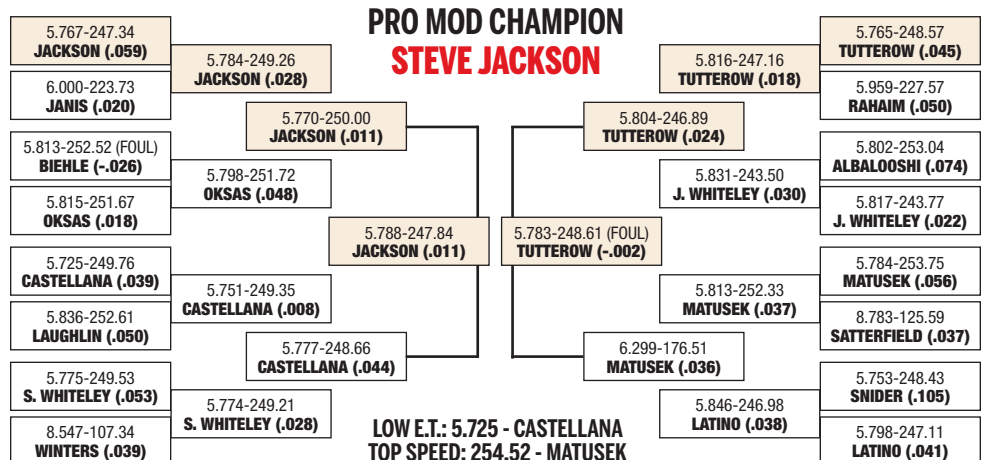 PRO MOD CHAMPION
STEVE JACKSON
5.767-247.34
JACKSON (.059)
6.000-223.73
JANIS (.020)
5.813-252.52 (FOUL)
BIEHLE (-.026)
5.815-251.67
OKSAS (.018)
5.725-249.76
CASTELLANA (.039)
5.836-252.61
LAUGHLIN (.050)
5.775-249.53
S. WHITELEY (.053)
8.547-107.34
WINTERS (.039)
5.784-249.26
JACKSON (.028)
5.798-251.72
OKSAS (.048)
5.751-249.35
CASTELLANA (.008)
5.774-249.21
S. WHITELEY (.028)
5.770-250.00
JACKSON (.011)
5.777-248.66
CASTELLANA (.044)
5.788-247.84
JACKSON (.011)
5.783-248.61 (FOUL)
TUTTEROW (-.002)
5.804-246.89
TUTTEROW (.024)
6.299-176.51
MATUSEK (.036)
5.816-247.16
TUTTEROW (.018)
5.831-243.50
J. WHITELEY (.030)
5.813-252.33
MATUSEK (.037)
5.846-246.98
LATINO (.038)
5.765-248.57
TUTTEROW (.045)
5.959-227.57
RAHAIM (.050)
5.802-253.04
ALBALOOSHI (.074)
5.817-243.77
J. WHITELEY (.022)
5.784-253.75
MATUSEK (.056)
8.783-125.59
SATTERFIELD (.037)
5.753-248.43
SNIDER (.105)
5.798-247.11
LATINO (.041)
LOW E.T.: 5.725 - CASTELLANA
TOP SPEED: 254.52 - MATUSEK